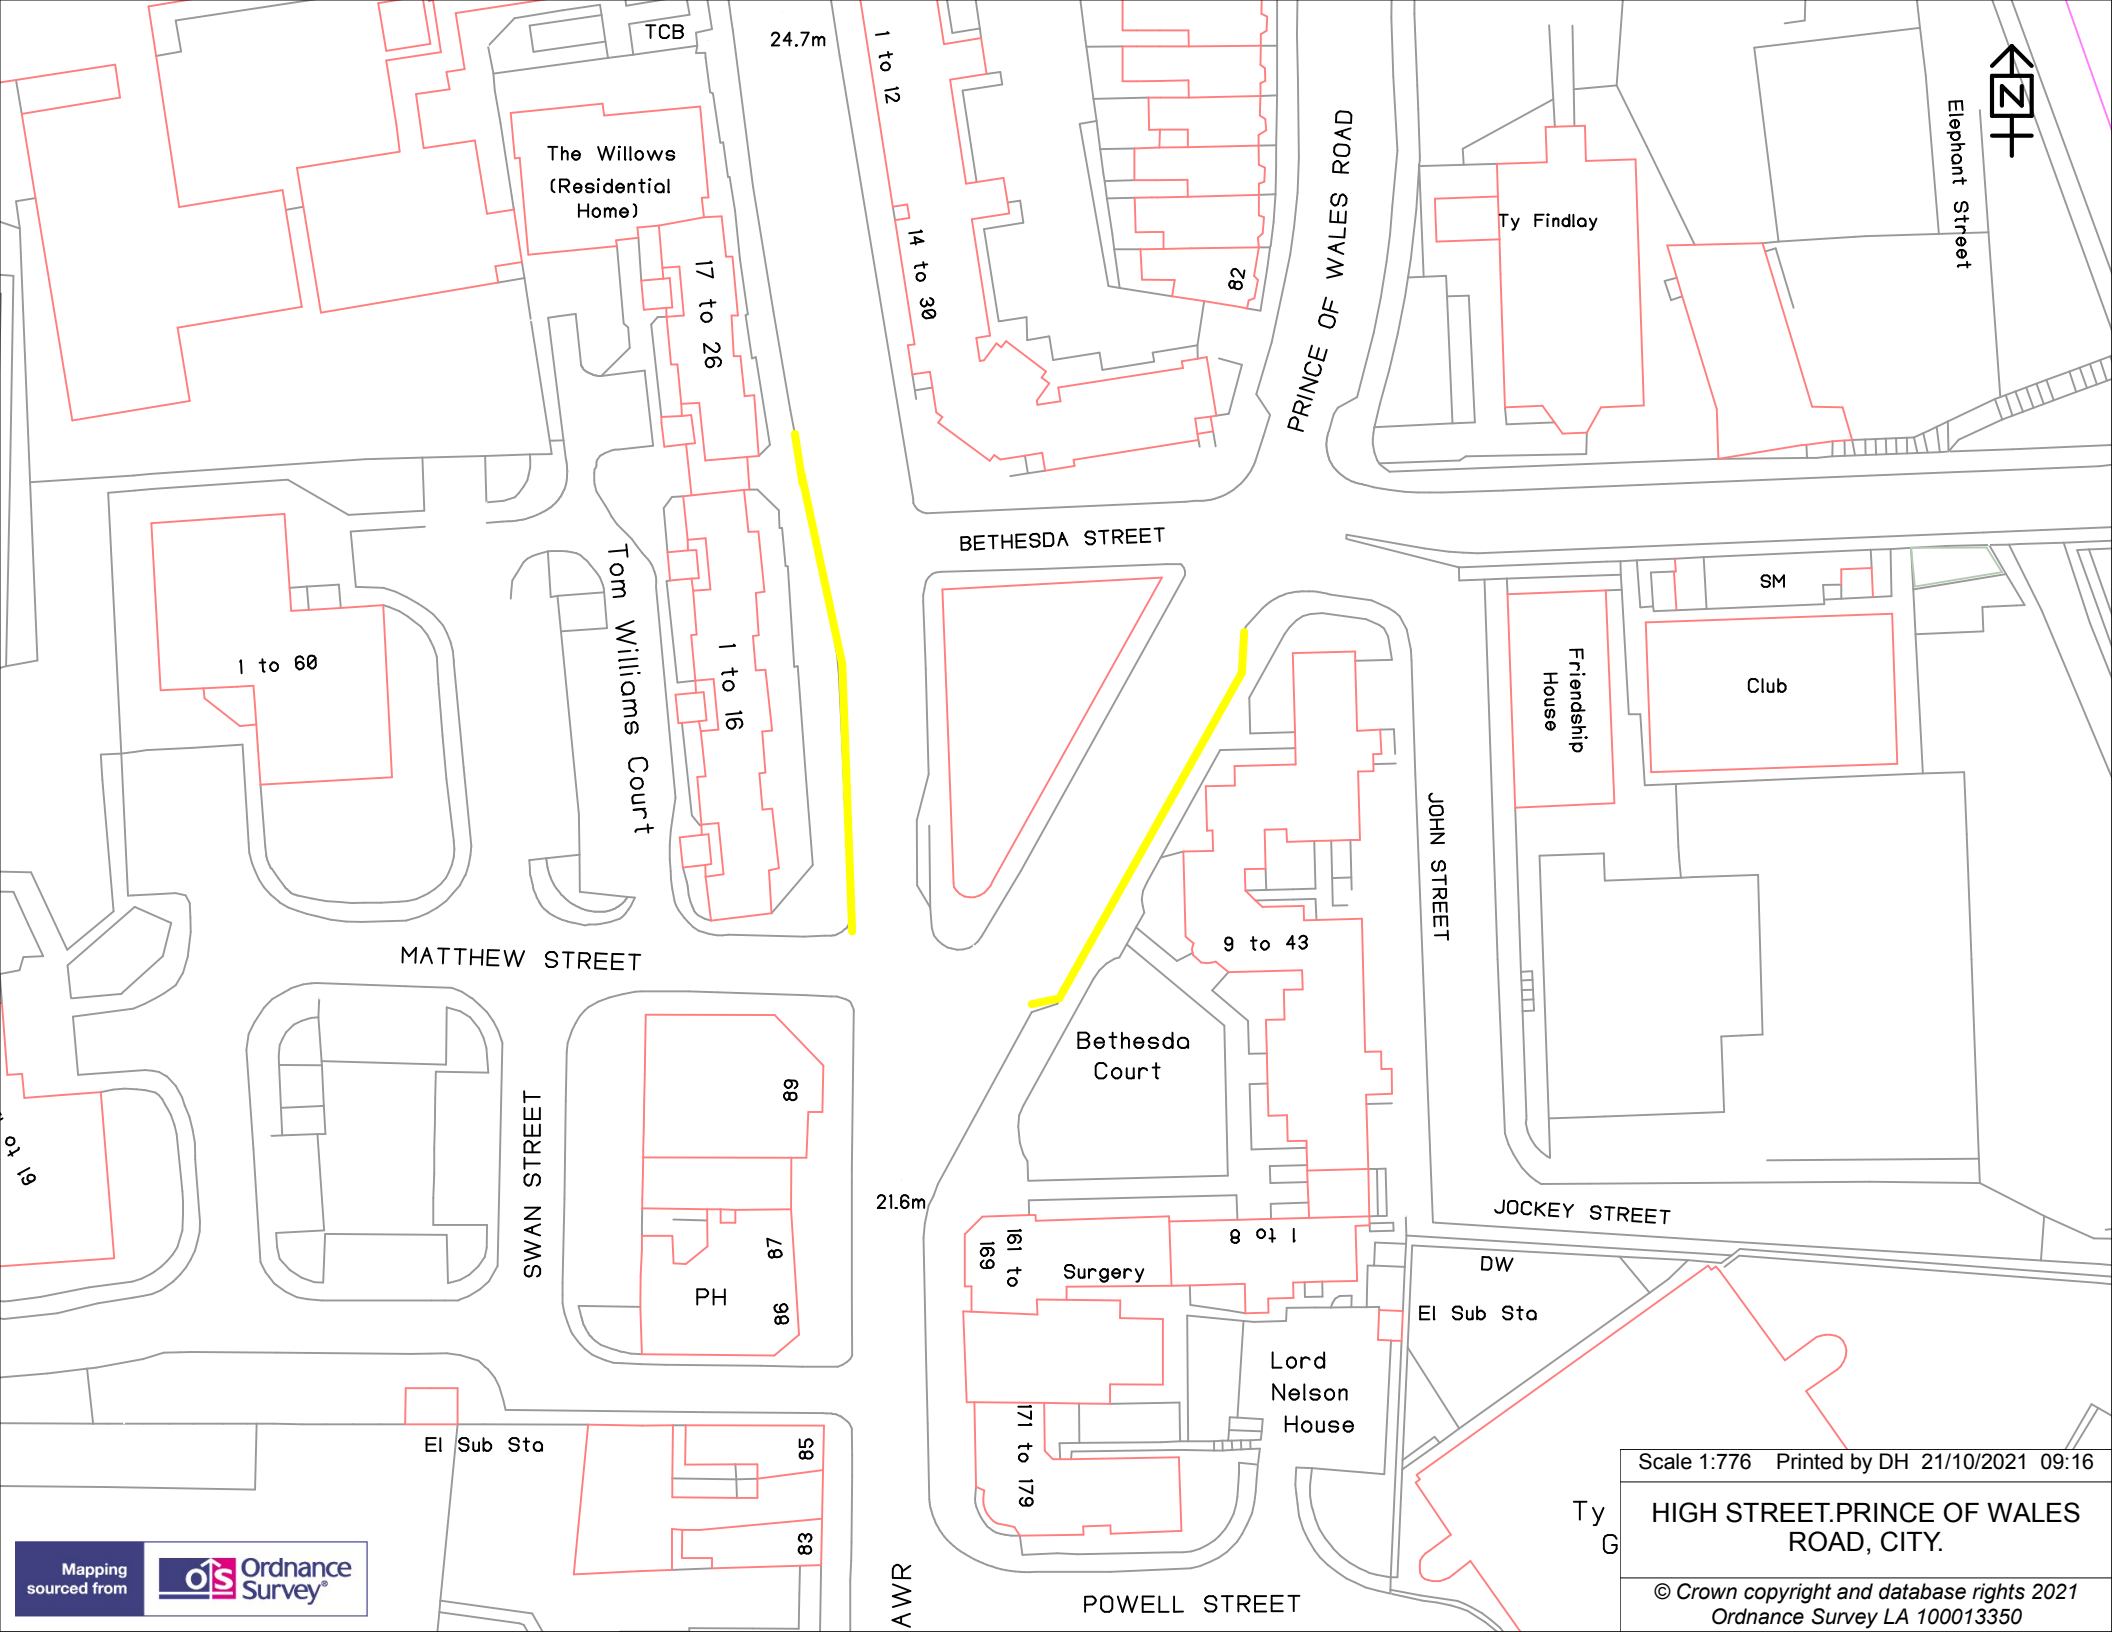 TCB
24.7m
1 to 12
The Willows
(Residential
Home)
17 to 26
14 to 30
82
PRINCE OF WALES ROAD
Ty Findlay
Elephant Street
N
BETHESDA STREET
Tom Williams Court
1 to 60
1 to 16
SM
Friendship
House
Club
JOHN STREET
9 to 43
MATTHEW STREET
Bethesda
Court
SWAN STREET
89
61 to
21.6m
87
PH
86
161 to
169
Surgery
1 to 8
JOCKEY STREET
DW
El Sub Sta
Lord
Nelson
House
171 to 179
El Sub Sta
85
83
AWR
POWELL STREET
Ty
G
Scale 1:776 Printed by DH 21/10/2021 09:16
HIGH STREET.PRINCE OF WALES
ROAD, CITY.
© Crown copyright and database rights 2021
Ordnance Survey LA 100013350
Mapping
sourced from
OS
Ordnance
Survey®